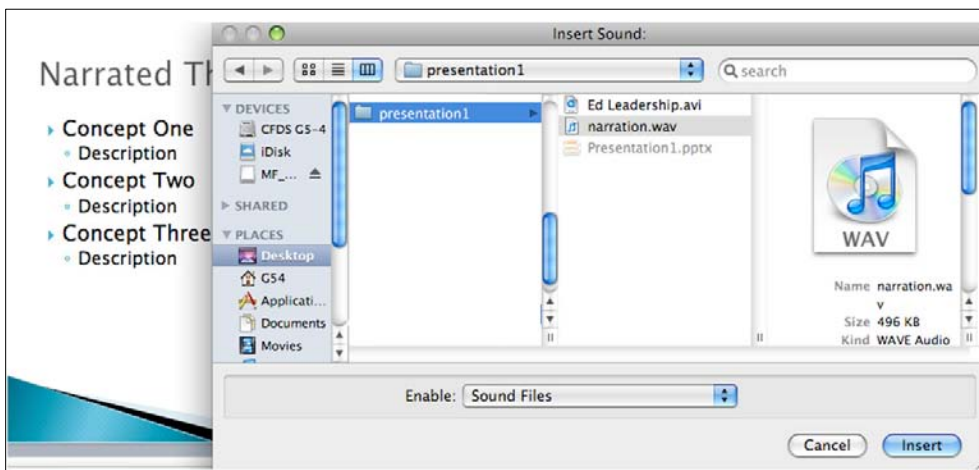 Insert Sound:
Narrated Th
Concept One
Description
Concept Two
Description
Concept Three
Description
presentation1
search
DEVICES
CFDS G5-4
iDisk
MF_...
SHARED
PLACES
Desktop
G54
Applicati...
Documents
Movies
presentation1
Ed Leadership.avi
narration.wav
Presentation1.pptx
WAV
Name narration.wa
v
Size 496 KB
Kind WAVE Audio
Enable: Sound Files
Cancel Insert